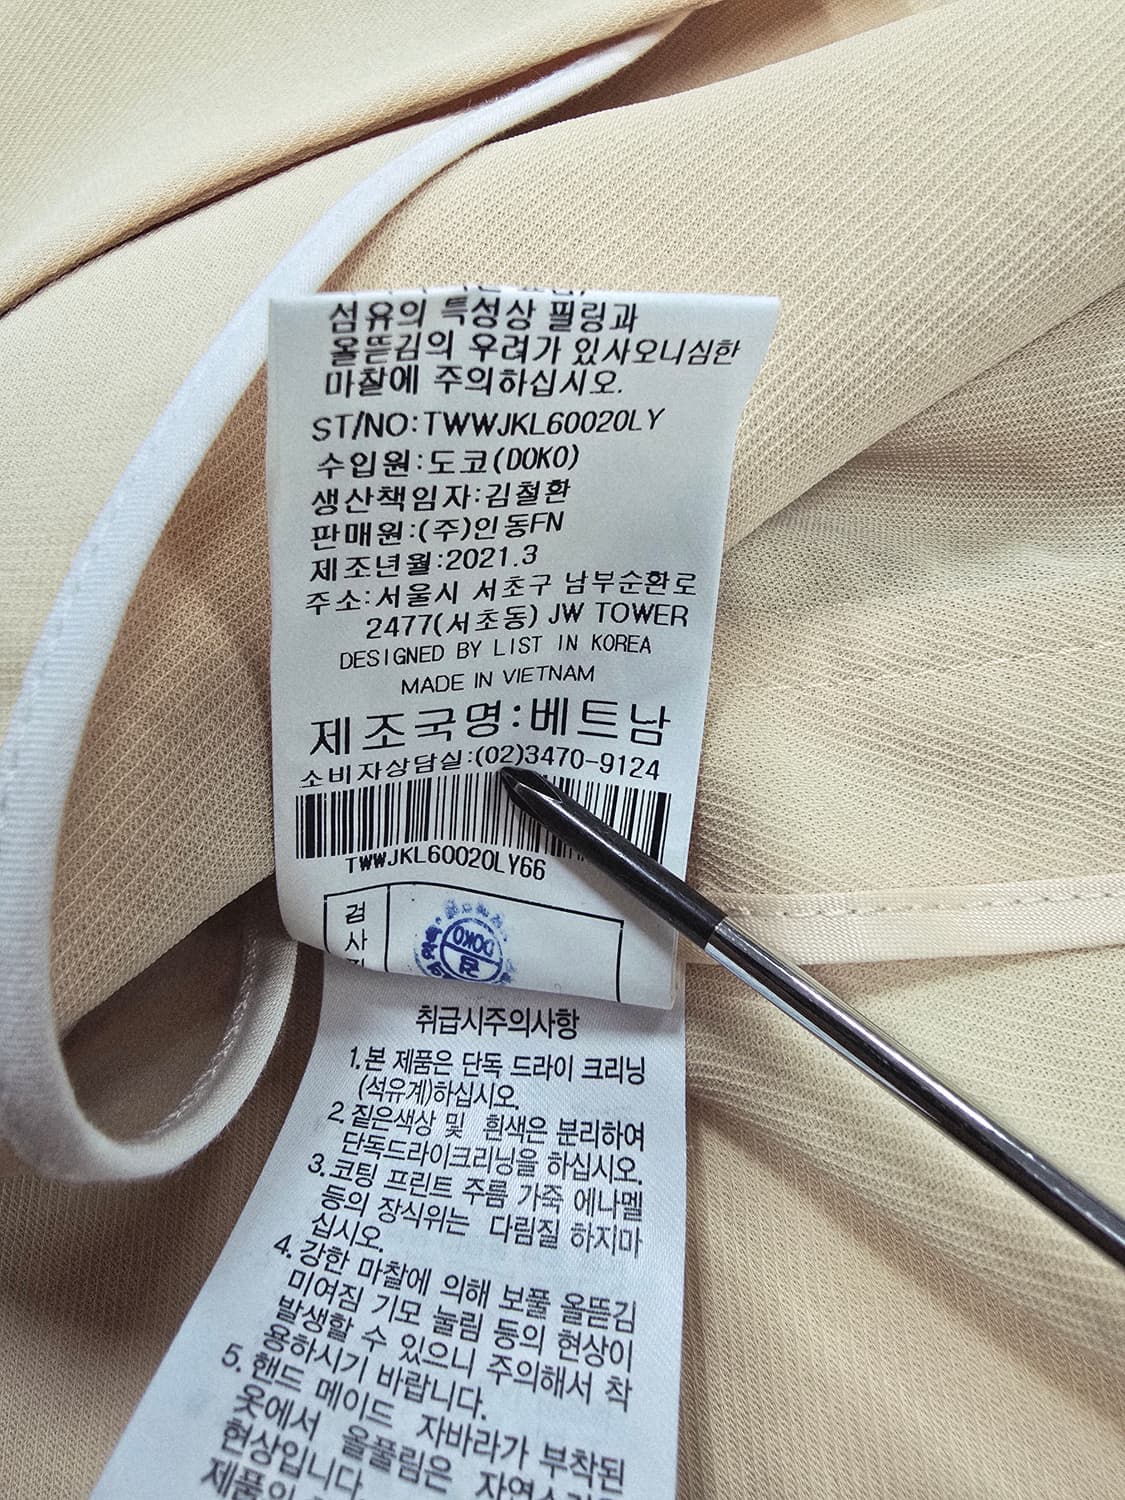 섬유의 특성상 필링과
올뜯김의 우려가 있사오니심한
마찰에 주의하십시오.
ST/NO:TWWJKL60020LY
수입원:도코(DOKO)
생산책임자:김철환
판매원:(주)인동FN
제조년월:2021.3
주소:서울시 서초구 남부순환로
2477(서초동) JW TOWER
DESIGNED BY LIST IN KOREA
MADE IN VIETNAM
제조국명:베트남
소비자상담실:(02)3470-9124
TWWJKL60020LY66
검
사
DOKO
취급시주의사항
1.본 제품은 단독 드라이 크리닝
(석유계)하십시오.
2.짙은색상 및 흰색은 분리하여
단독드라이크리닝을 하십시오.
3.코팅 프린트 주름 가죽 에나멜
등의 장식위는 다림질 하지마
십시오.
4.강한 마찰에 의해 보풀 올뜯김
미여짐 기모 눌림 등의 현상이
발생할 수 있으니 주의해서 착
용하시기 바랍니다.
5.핸드 메이드 자바라가 부착된
옷에서 올풀림은
현상입니다.
제품의